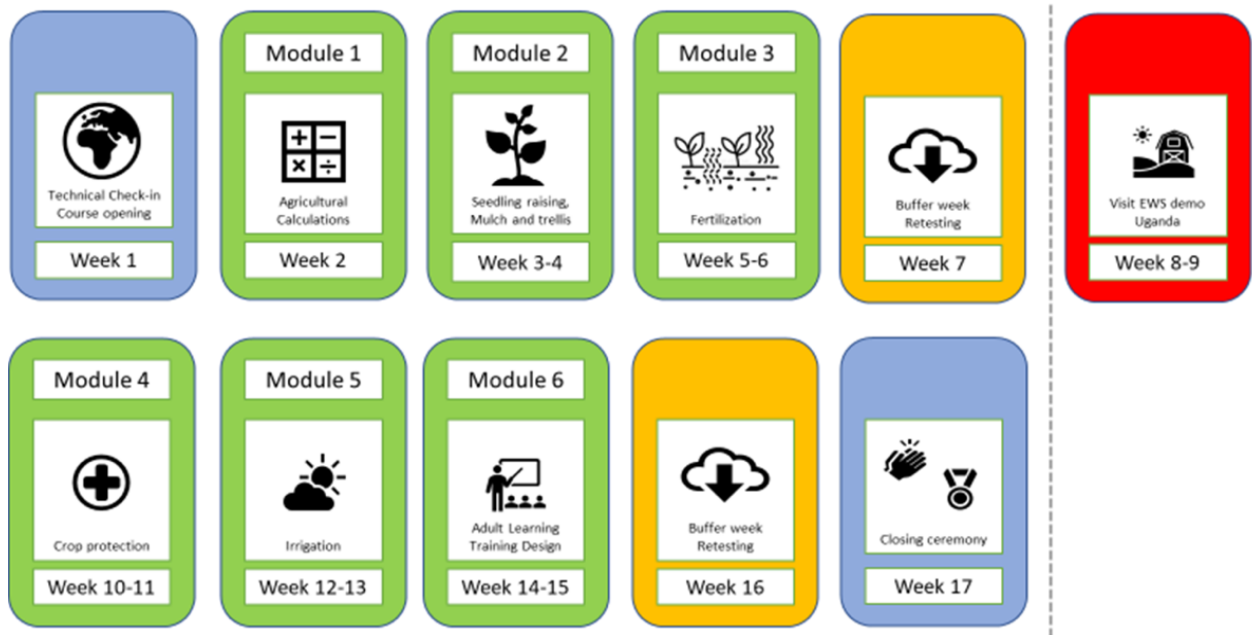 Technical Check-in
Course opening
Week 1
Module 1
Agricultural
Calculations
Week 2
Module 2
Seedling raising,
Mulch and trellis
Week 3-4
Module 3
Fertilization
Week 5-6
Buffer week
Retesting
Week 7
Visit EWS demo
Uganda
Week 8-9
Module 4
Crop protection
Week 10-11
Module 5
Irrigation
Week 12-13
Module 6
Adult Learning
Training Design
Week 14-15
Buffer week
Retesting
Week 16
Closing ceremony
Week 17